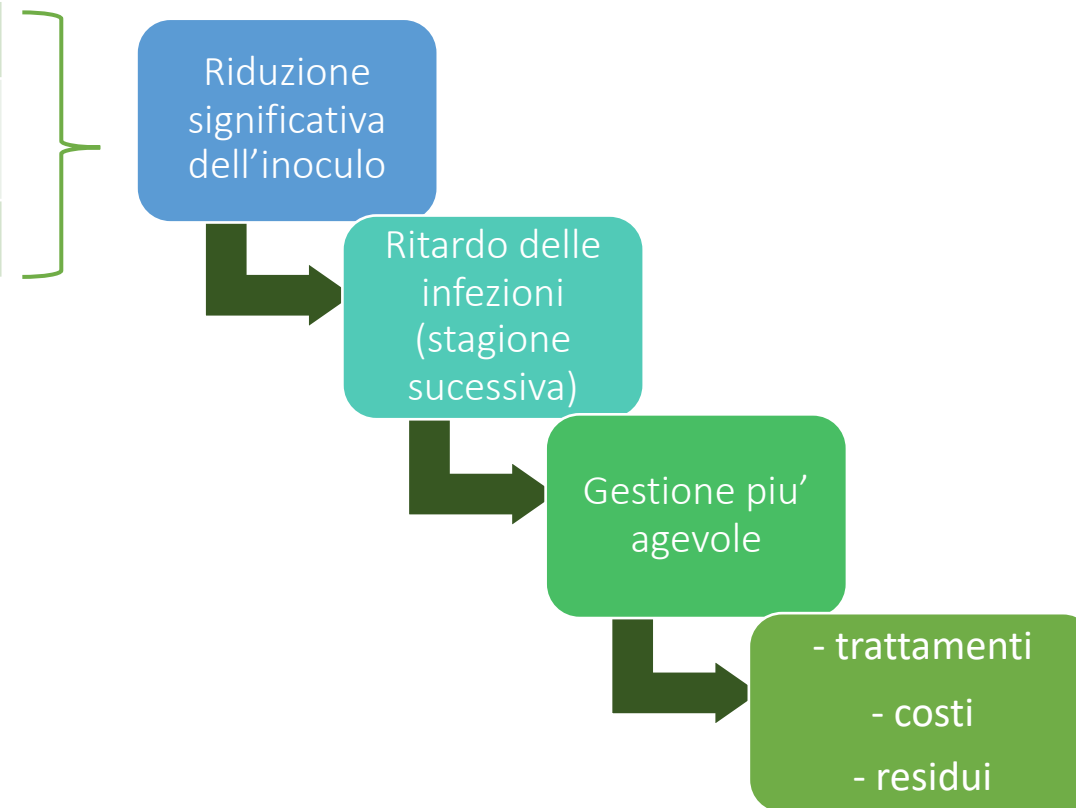 Riduzione
significativa
dell’inoculo
Ritardo delle
infezioni
(stagione
sucessiva)
Gestione piu’
agevole
- trattamenti
- costi
- residui